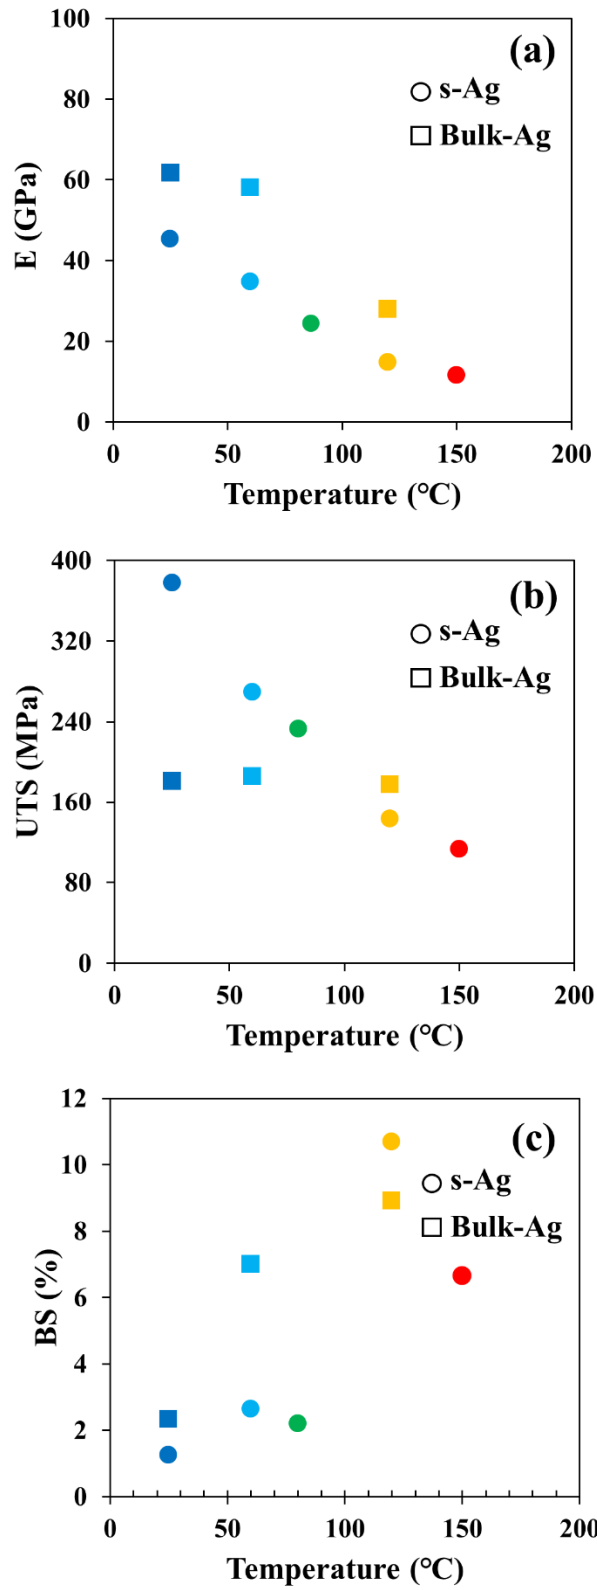 100
(a)
s-Ag
80
Bulk-Ag
60
E (GPa)
40
20
0
0 50 100 150 200
Temperature (°C)
400
(b)
s-Ag
320
Bulk-Ag
240
UTS (MPa)
160
80
0
0 50 100 150 200
Temperature (°C)
12
(c)
10
s-Ag
8
Bulk-Ag
6
BS (%)
4
2
0
0 50 100 150 200
Temperature (°C)